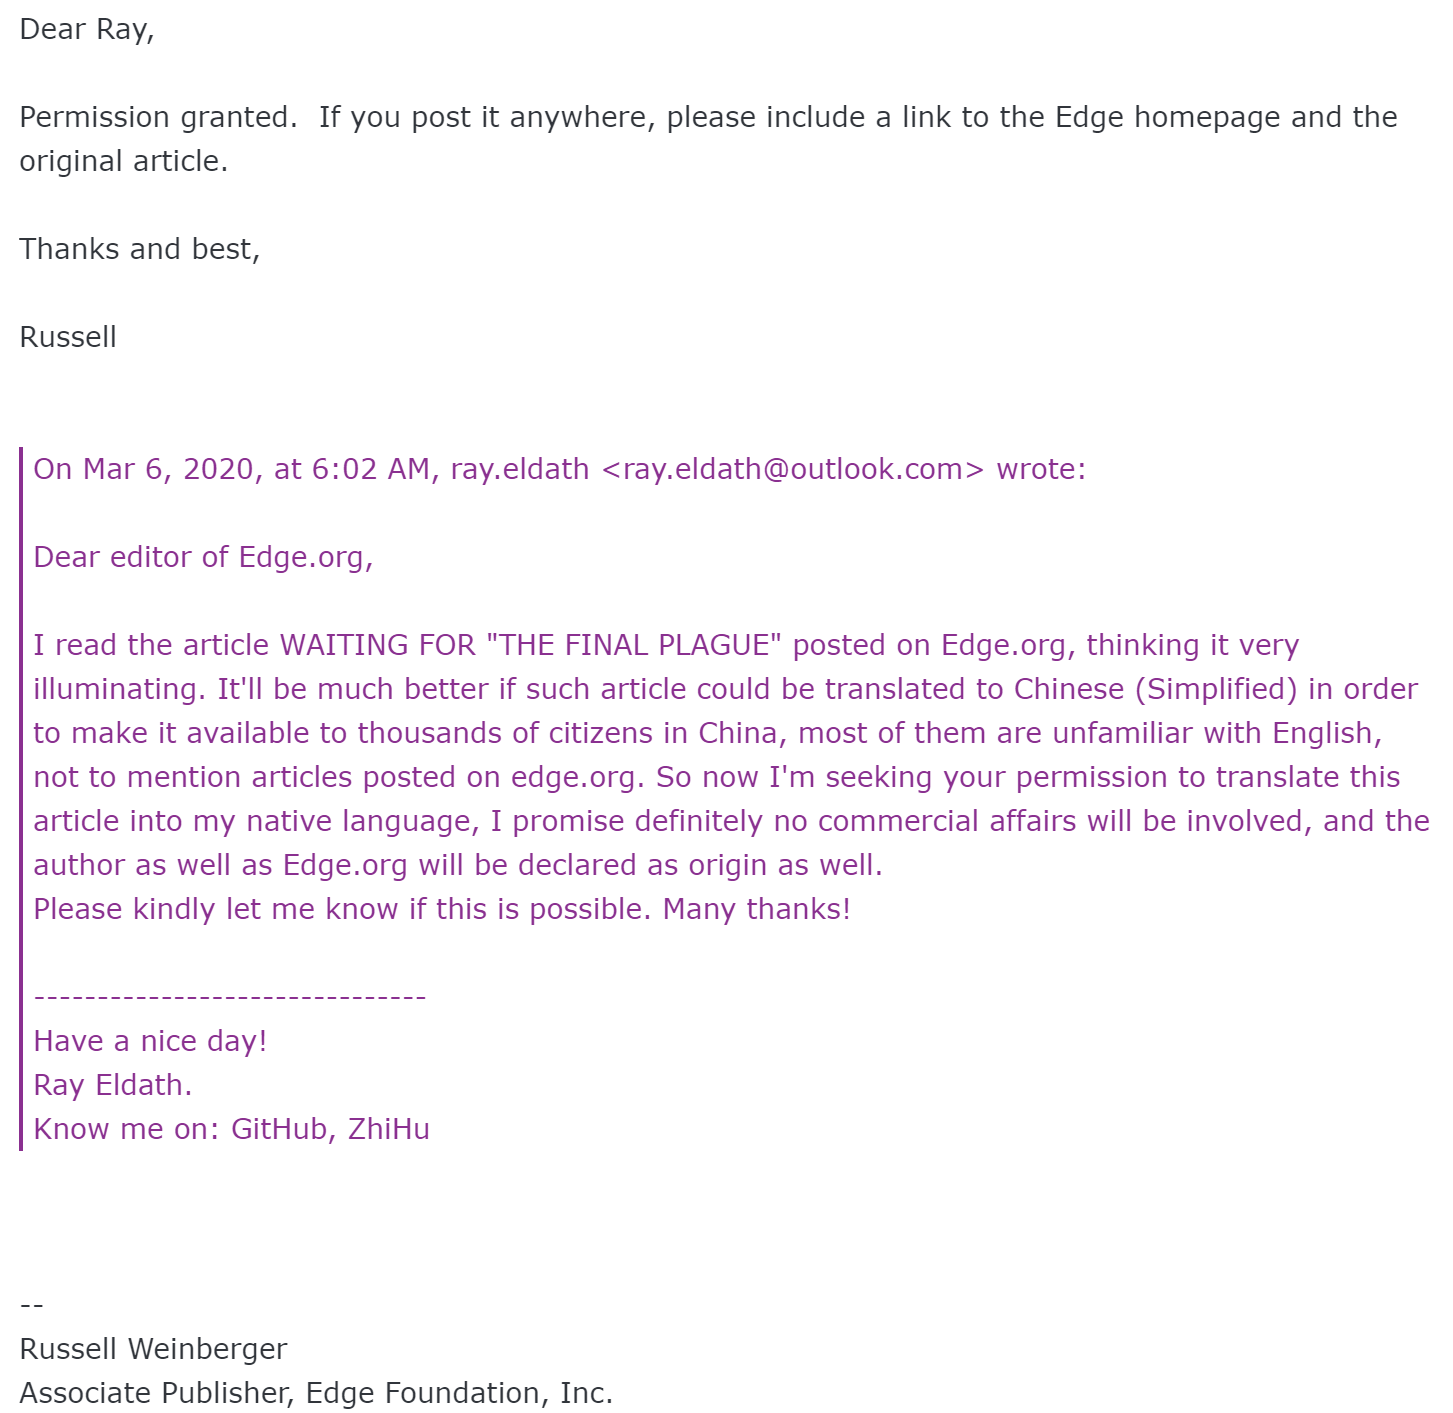 Dear Ray,
Permission granted.  If you post it anywhere, please include a link to the Edge homepage and the
original article.
Thanks and best,
Russell
On Mar 6, 2020, at 6:02 AM, ray.eldath <ray.eldath@outlook.com> wrote:
Dear editor of Edge.org,
I read the article WAITING FOR "THE FINAL PLAGUE" posted on Edge.org, thinking it very
illuminating. It'll be much better if such article could be translated to Chinese (Simplified) in order
to make it available to thousands of citizens in China, most of them are unfamiliar with English,
not to mention articles posted on edge.org. So now I'm seeking your permission to translate this
article into my native language, I promise definitely no commercial affairs will be involved, and the
author as well as Edge.org will be declared as origin as well.
Please kindly let me know if this is possible. Many thanks!
-------------------------------
Have a nice day!
Ray Eldath.
Know me on: GitHub, ZhiHu
--
Russell Weinberger
Associate Publisher, Edge Foundation, Inc.